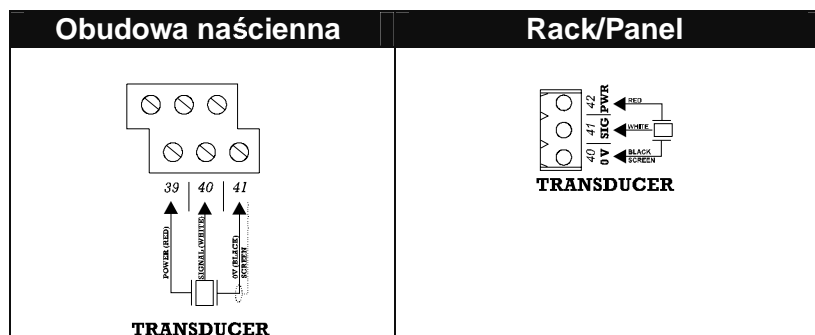 Obudowa naścienna
Rack/Panel
39 40 41
POWER (RED)
SIGNAL (WHITE)
0V (BLACK)
SCREEN
TRANSDUCER
42 PWR
41 SIG
40 0V
RED
WHITE
BLACK
SCREEN
TRANSDUCER